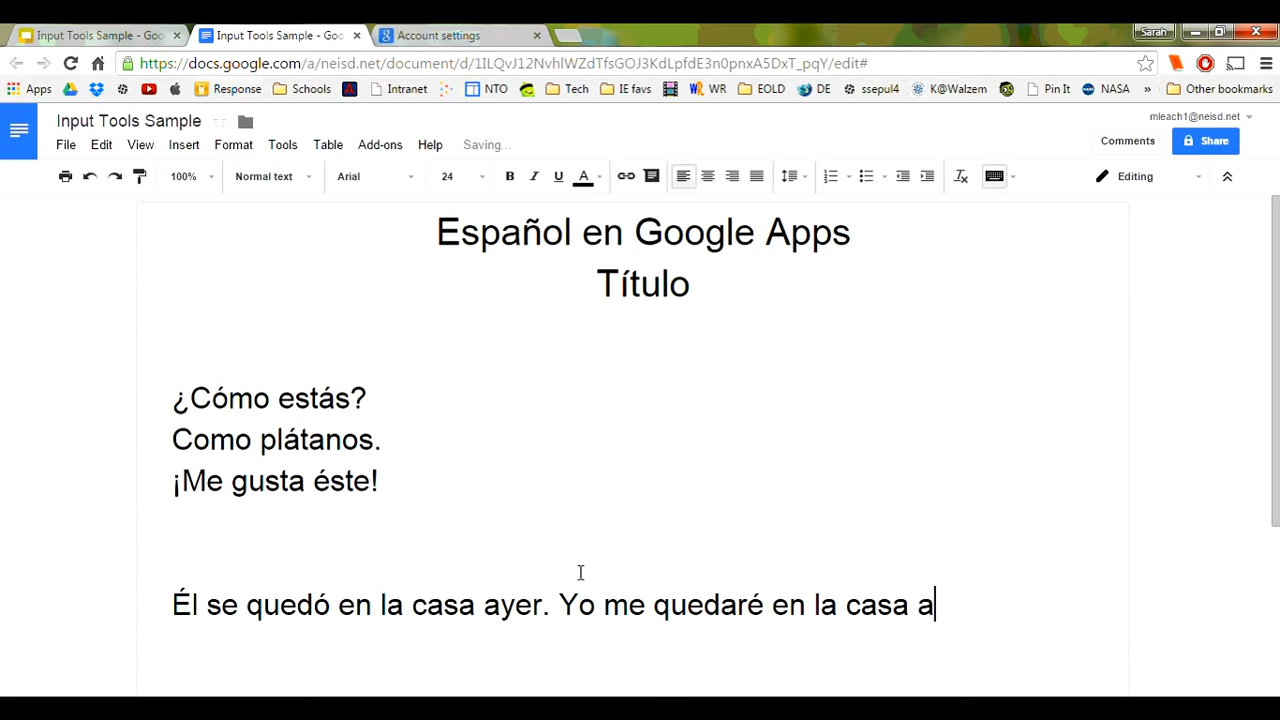 Input Tools Sample - Goo
Input Tools Sample - Goo
Account settings
Sarah
https://docs.google.com/a/neisd.net/document/d/1ILQvJ12NvhlWZdTfsGOJ3KdLpfdE3n0pnxA5DxT_pqY/edit#
Apps Response Schools Intranet NTO Tech IE favs WR EOLD DE ssepul4 K@Walzem Pin It NASA » Other bookmarks
Input Tools Sample
mleach1@neisd.net
File Edit View Insert Format Tools Table Add-ons Help Saving...
Comments Share
100% Normal text Arial 24 B I U A Editing
Español en Google Apps
Título
¿Cómo estás?
Como plátanos.
¡Me gusta éste!
Él se quedó en la casa ayer. Yo me quedaré en la casa a